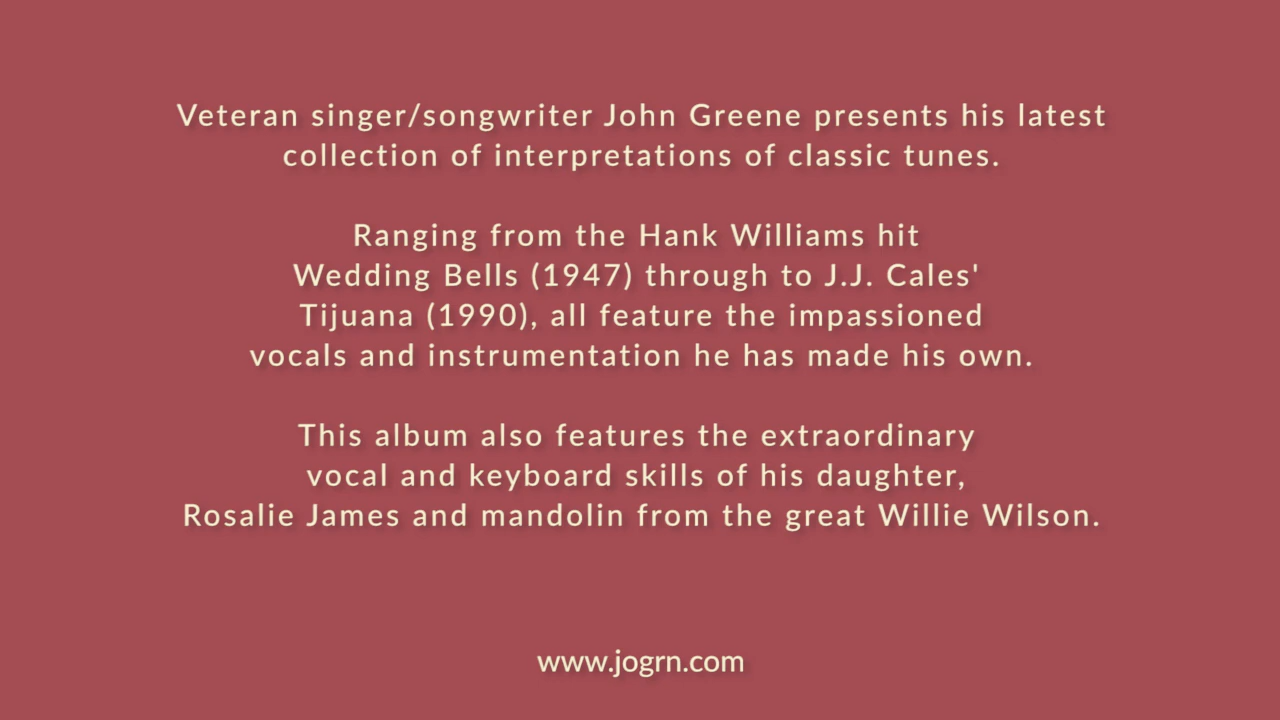 Veteran singer/songwriter John Greene presents his latest
collection of interpretations of classic tunes.
Ranging from the Hank Williams hit
Wedding Bells (1947) through to J.J. Cales'
Tijuana (1990), all feature the impassioned
vocals and instrumentation he has made his own.
This album also features the extraordinary
vocal and keyboard skills of his daughter,
Rosalie James and mandolin from the great Willie Wilson.
www.jogrn.com